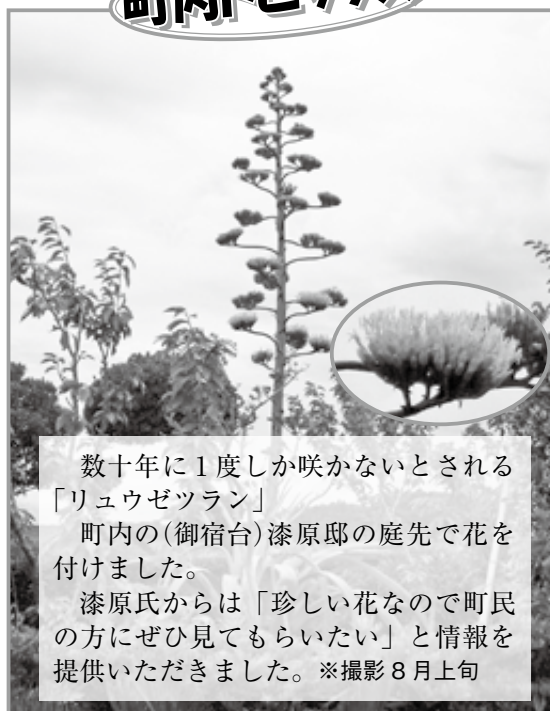 数十年に１度しか咲かないとされる
「リュウゼツラン」
町内の(御宿台)漆原邸の庭先で花を
付けました。
漆原氏からは「珍しい花なので町民
の方にぜひ見てもらいたい」と情報を
提供いただきました。※撮影８月上旬